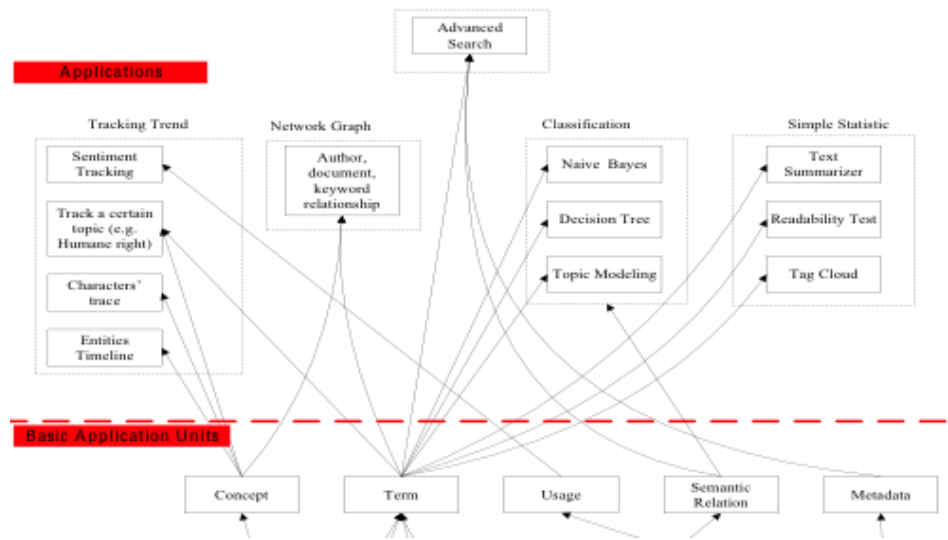 Advanced
Search
Applications
Tracking Trend
Network Graph
Classification
Simple Statistic
Sentiment
Tracking
Track a certain
topic (e.g.
Humane right)
Characters'
trace
Entities
Timeline
Author,
document,
keyword
relationship
Naive Bayes
Decision Tree
Topic Modeling
Text
Summarizer
Readability Test
Tag Cloud
Basic Application Units
Concept
Term
Usage
Semantic
Relation
Metadata